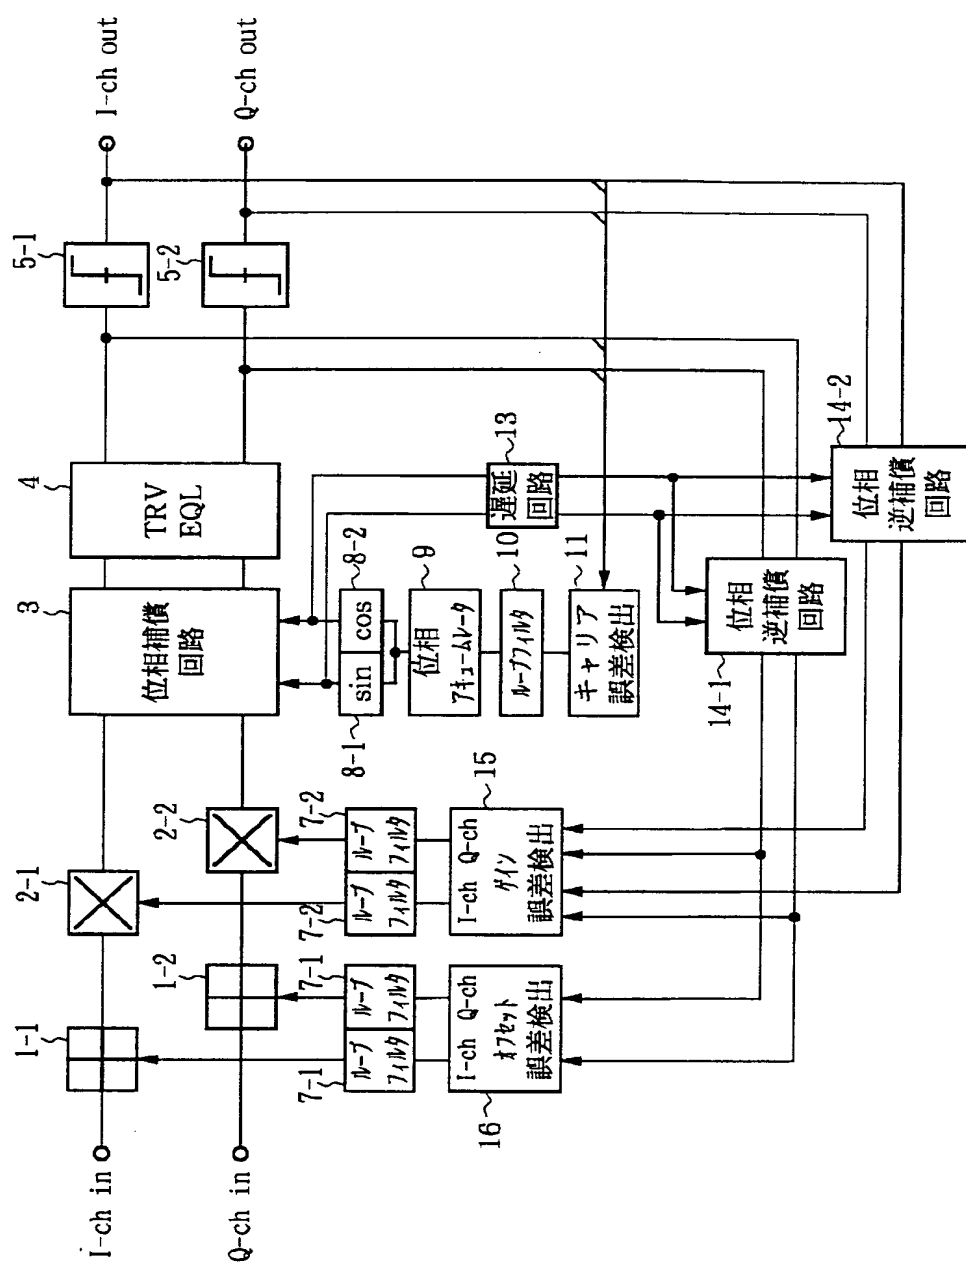 I-ch in
Q-ch in
I-ch out
Q-ch out
1-1
1-2
2-1
2-2
3
位相補償
回路
4
TRV
EQL
5-1
5-2
7-1
ループ
フィルタ
7-1
ループ
フィルタ
7-2
ループ
フィルタ
7-2
ループ
フィルタ
8-1
sin
cos
8-2
9
位相
アキュームレータ
10
ループフィルタ
11
キャリア
誤差検出
13
遅延
回路
14-1
位相
逆補償
回路
14-2
位相
逆補償
回路
15
I-ch Q-ch
ゲイン
誤差検出
16
I-ch Q-ch
オフセット
誤差検出